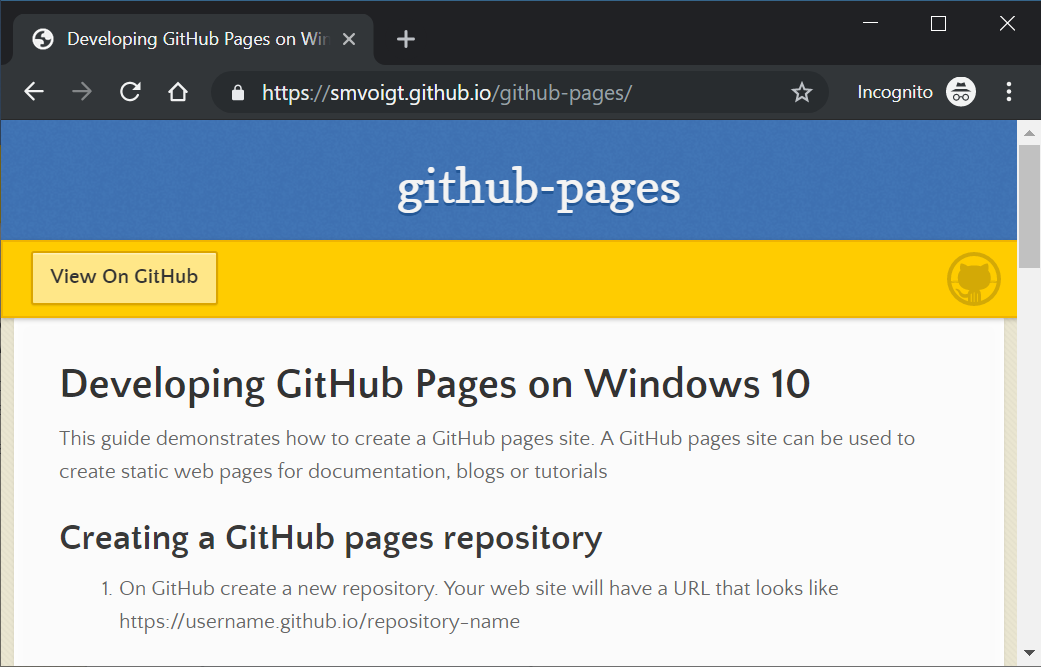 Developing GitHub Pages on Win
https://smvoigt.github.io/github-pages/
Incognito
github-pages
View On GitHub
Developing GitHub Pages on Windows 10
This guide demonstrates how to create a GitHub pages site. A GitHub pages site can be used to
create static web pages for documentation, blogs or tutorials
Creating a GitHub pages repository
1. On GitHub create a new repository. Your web site will have a URL that looks like
https://username.github.io/repository-name